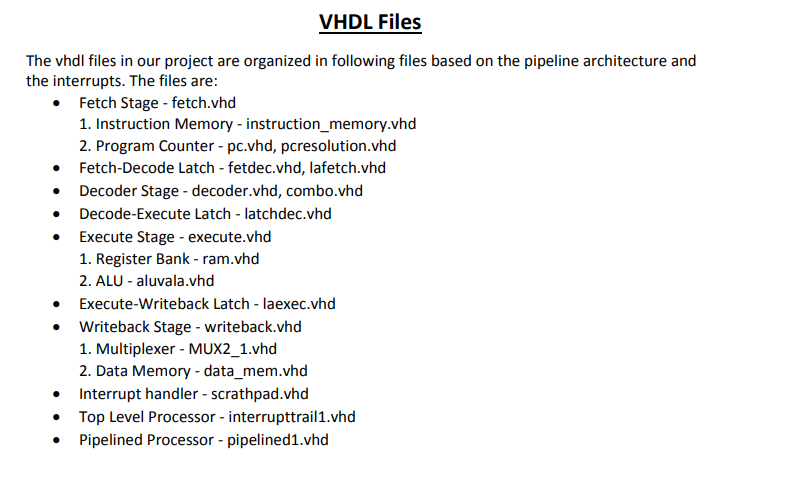 VHDL Files
The vhdl files in our project are organized in following files based on the pipeline architecture and
the interrupts. The files are:
• Fetch Stage - fetch.vhd
1. Instruction Memory - instruction_memory.vhd
2. Program Counter - pc.vhd, pcresolution.vhd
• Fetch-Decode Latch - fetdec.vhd, lafetch.vhd
• Decoder Stage - decoder.vhd, combo.vhd
• Decode-Execute Latch - latchdec.vhd
• Execute Stage - execute.vhd
1. Register Bank - ram.vhd
2. ALU - aluvala.vhd
• Execute-Writeback Latch - laexec.vhd
• Writeback Stage - writeback.vhd
1. Multiplexer - MUX2_1.vhd
2. Data Memory - data_mem.vhd
• Interrupt handler - scrathpad.vhd
• Top Level Processor - interrupttrail1.vhd
• Pipelined Processor - pipelined1.vhd